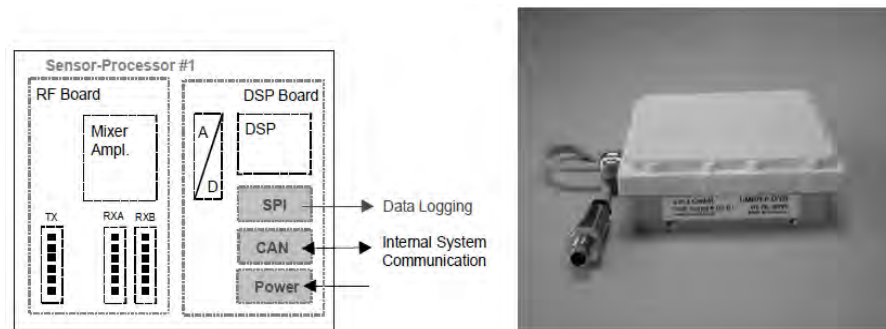 Sensor-Processor #1
RF Board
DSP Board
Mixer
Ampl.
A
D
DSP
TX
RXA
RXB
SPI
Data Logging
CAN
Internal System
Communication
Power